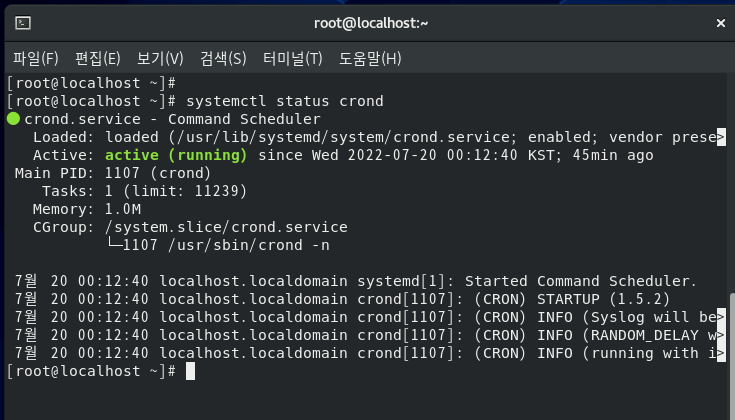 root@localhost:~
파일(F) 편집(E) 보기(V) 검색(S) 터미널(T) 도움말(H)
[root@localhost ~]#
[root@localhost ~]# systemctl status crond
● crond.service - Command Scheduler
   Loaded: loaded (/usr/lib/systemd/system/crond.service; enabled; vendor prese>
   Active: active (running) since Wed 2022-07-20 00:12:40 KST; 45min ago
 Main PID: 1107 (crond)
    Tasks: 1 (limit: 11239)
   Memory: 1.0M
   CGroup: /system.slice/crond.service
           └─1107 /usr/sbin/crond -n
 7월 20 00:12:40 localhost.localdomain systemd[1]: Started Command Scheduler.
 7월 20 00:12:40 localhost.localdomain crond[1107]: (CRON) STARTUP (1.5.2)
 7월 20 00:12:40 localhost.localdomain crond[1107]: (CRON) INFO (Syslog will be>
 7월 20 00:12:40 localhost.localdomain crond[1107]: (CRON) INFO (RANDOM_DELAY w>
 7월 20 00:12:40 localhost.localdomain crond[1107]: (CRON) INFO (running with i>
[root@localhost ~]#